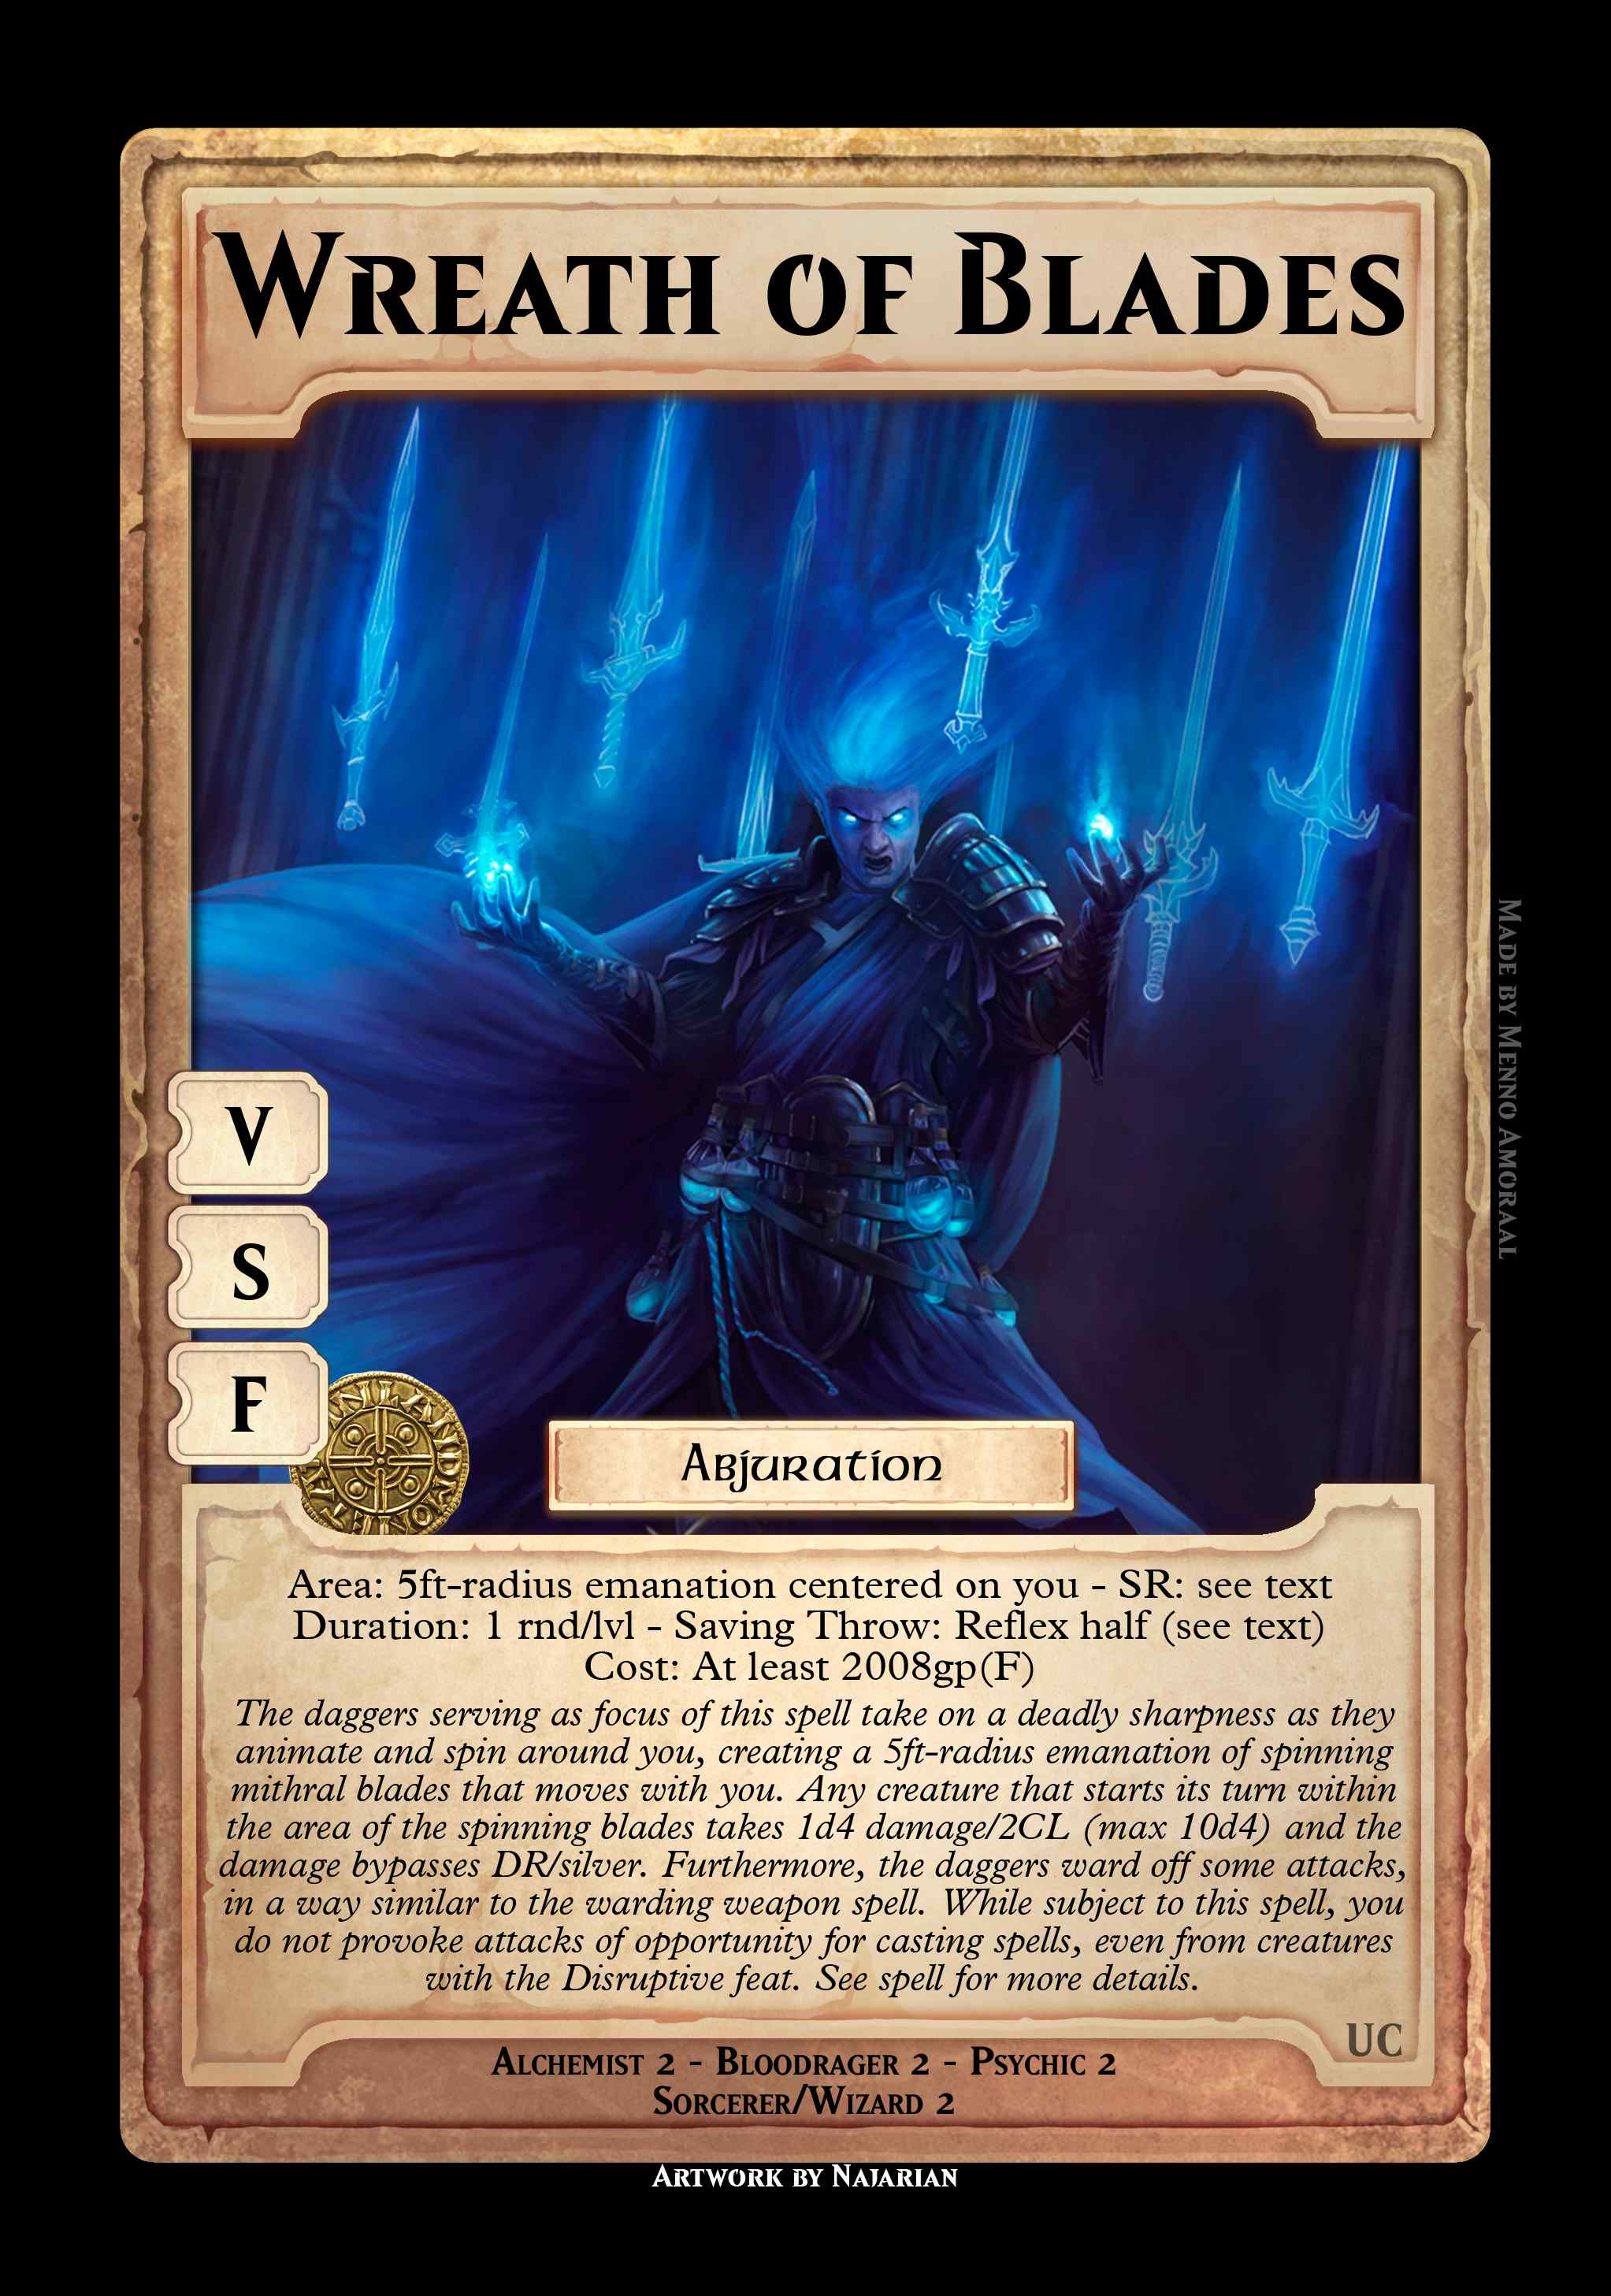 Wreath of Blades
V
S
F
Abjuration
Area: 5ft-radius emanation centered on you - SR: see text
Duration: 1 rnd/lvl - Saving Throw: Reflex half (see text)
Cost: At least 2008gp(F)
The daggers serving as focus of this spell take on a deadly sharpness as they
animate and spin around you, creating a 5ft-radius emanation of spinning
mithral blades that moves with you. Any creature that starts its turn within
the area of the spinning blades takes 1d4 damage/2CL (max 10d4) and the
damage bypasses DR/silver. Furthermore, the daggers ward off some attacks,
in a way similar to the warding weapon spell. While subject to this spell, you
do not provoke attacks of opportunity for casting spells, even from creatures
with the Disruptive feat. See spell for more details.
UC
Alchemist 2 - Bloodrager 2 - Psychic 2
Sorcerer/Wizard 2
Artwork by Najarian
Made by Menno Amoraal